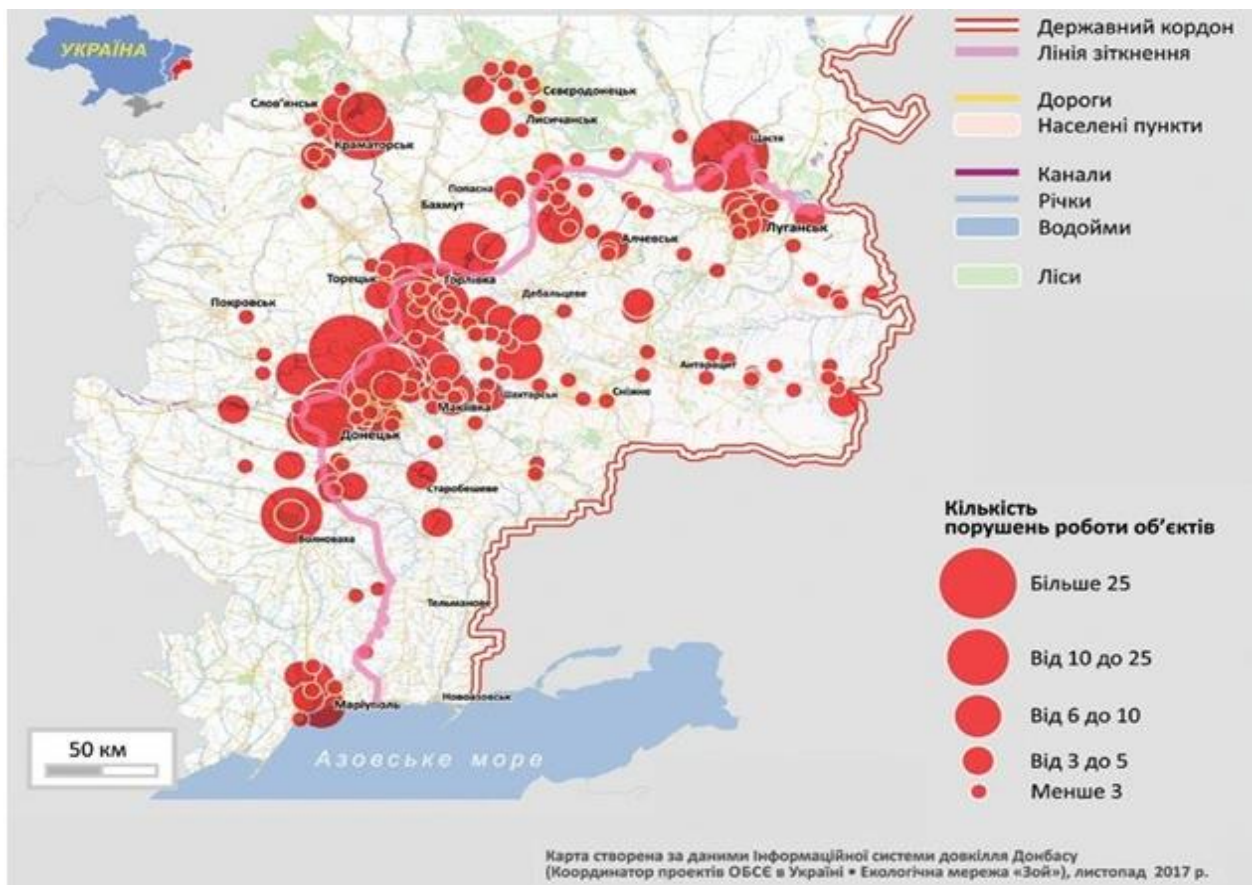 УКРАЇНА
Державний кордон
Лінія зіткнення
Дороги
Населені пункти
Канали
Річки
Водойми
Ліси
Слов'янськ
Сєвєродонецьк
Лисичанськ
Щастя
Краматорськ
Попасна
Бахмут
Луганськ
Алчевськ
Торецьк
Горлівка
Дебальцеве
Покровськ
Антрацит
Сніжне
Шахтарськ
Макіївка
Донецьк
Старобешеве
Волноваха
Тельманове
Новоазовськ
Маріуполь
Азовське море
50 км
Кількість
порушень роботи об'єктів
Більше 25
Від 10 до 25
Від 6 до 10
Від 3 до 5
Менше 3
Карта створена за даними Інформаційної системи довкілля Донбасу
(Координатор проектів ОБСЄ в Україні • Екологічна мережа «Зой»), листопад 2017 р.